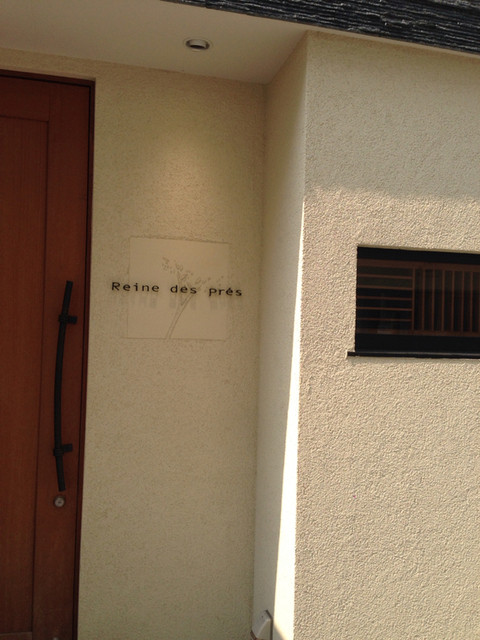 Reine des prés